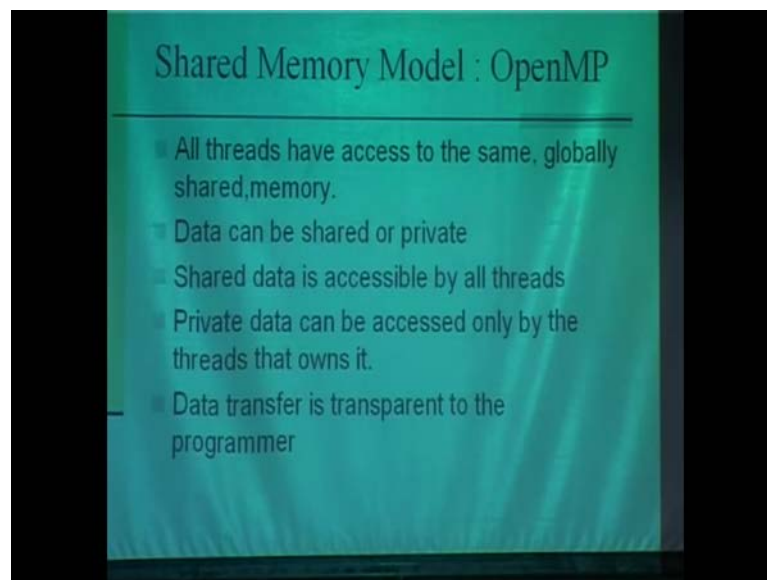 Shared Memory Model : OpenMP
All threads have access to the same, globally
shared,memory.
Data can be shared or private
Shared data is accessible by all threads
Private data can be accessed only by the
threads that owns it.
Data transfer is transparent to the
programmer